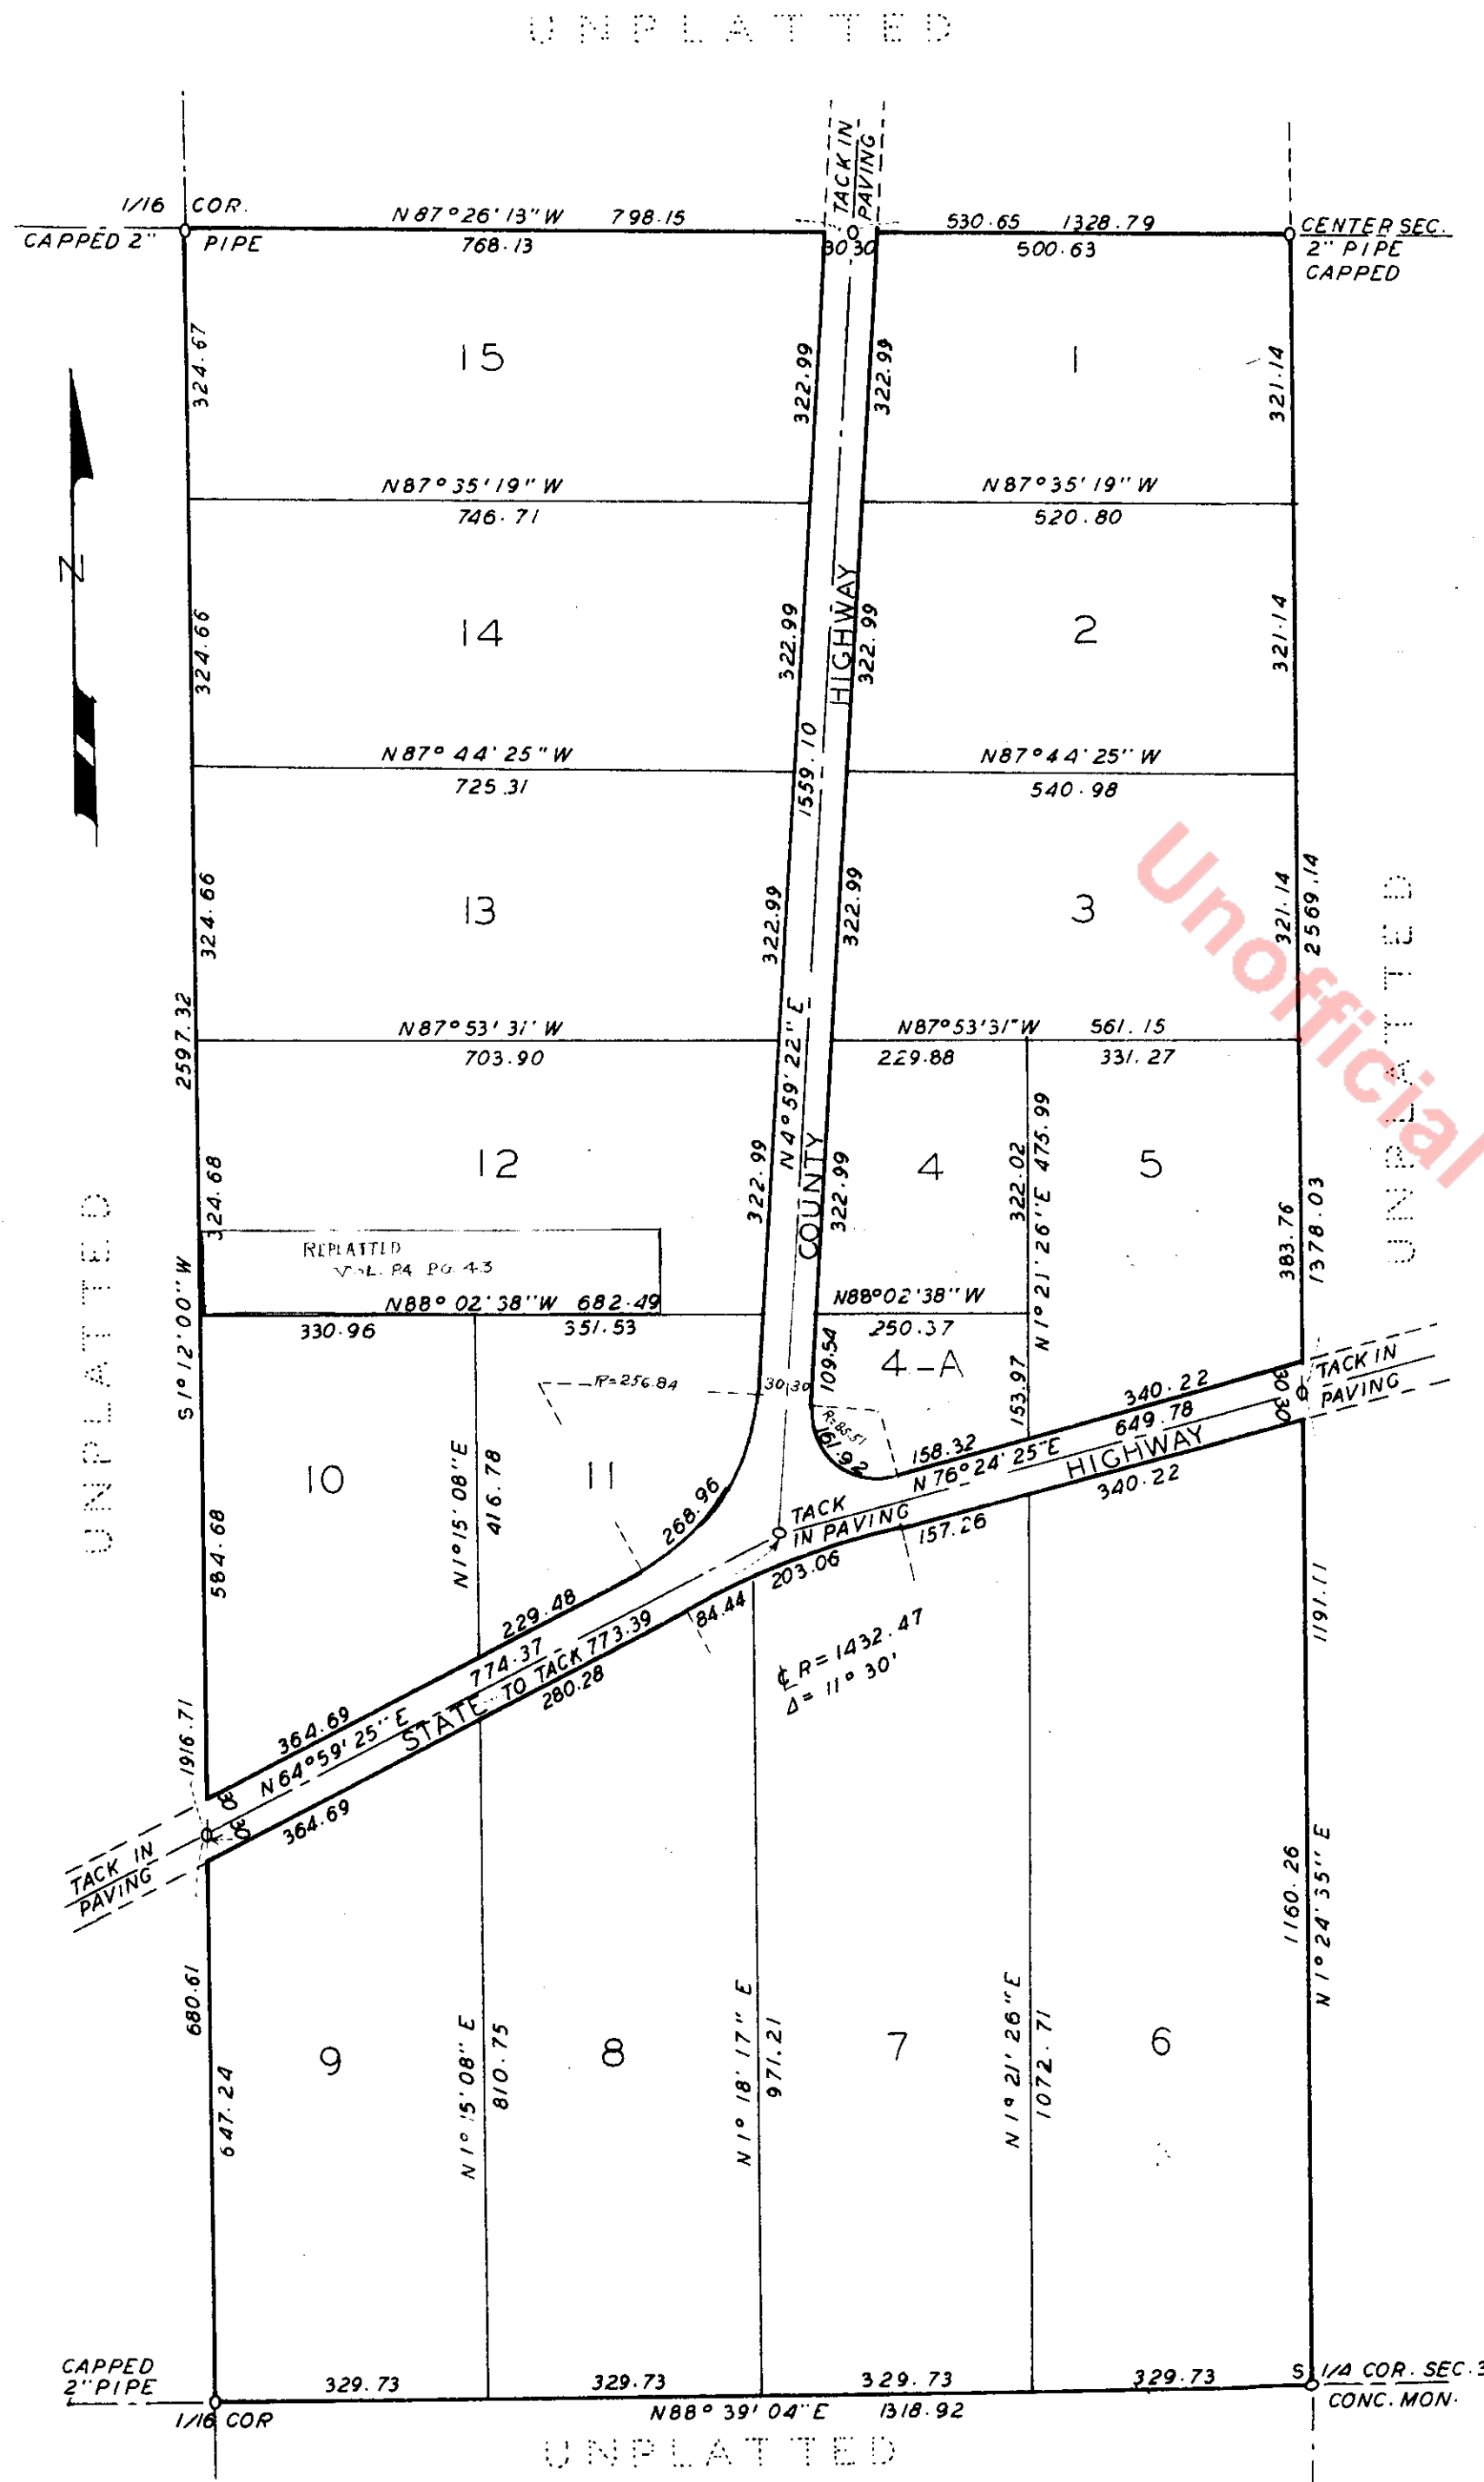 UNPLATTED
TACK IN
PAVING
1/16 COR.
N 87° 26' 13" W 798.15
530.65 1328.79
CENTER SEC.
CAPPED 2" PIPE
768.13
30 30
500.63
2" PIPE
CAPPED
324.67
15
322.99
322.99
1
321.14
N 87° 35' 19" W
746.71
N 87° 35' 19" W
520.80
N
324.66
14
322.99
HIGHWAY
322.99
2
321.14
N 87° 44' 25" W
725.31
1559.10
N 87° 44' 25" W
540.98
324.66
13
322.99
322.99
3
321.14
2569.14
UNPLATTED
Unofficial
2597.32
N 87° 53' 31" W
703.90
N 4° 59' 22" E
N 87° 53' 31" W 561.15
229.88
331.27
324.68
12
322.99
COUNTY
322.99
4
322.02
N 1° 21' 26" E 475.99
5
383.76
1378.03
UNPLATTED
S 1° 12' 00" W
REPLATTED
VOL. P4 PG. 43
N 88° 02' 38" W 682.49
330.96
351.53
N 88° 02' 38" W
250.37
4-A
109.54
R=256.84
30 30
R=85.51
161.92
153.97
340.22
649.78
158.32
N 76° 24' 25" E
HIGHWAY
340.22
30 30
TACK IN
PAVING
10
N 1° 15' 08" E
416.78
11
268.96
TACK
IN PAVING
157.26
203.06
584.68
229.48
774.37
TO TACK 773.39
84.44
280.28
STATE
℄ R = 1432.47
Δ = 11° 30'
1191.11
1916.71
364.69
N 64° 59' 25" E
30
30
364.69
TACK IN
PAVING
680.61
647.24
9
N 1° 15' 08" E
810.75
8
N 1° 18' 17" E
971.21
7
N 1° 21' 26" E
1072.71
6
1160.26
N 1° 24' 35" E
CAPPED
2" PIPE
329.73
329.73
329.73
329.73
S 1/4 COR. SEC. 3
CONC. MON.
1/16 COR
N 88° 39' 04" E 1318.92
UNPLATTED